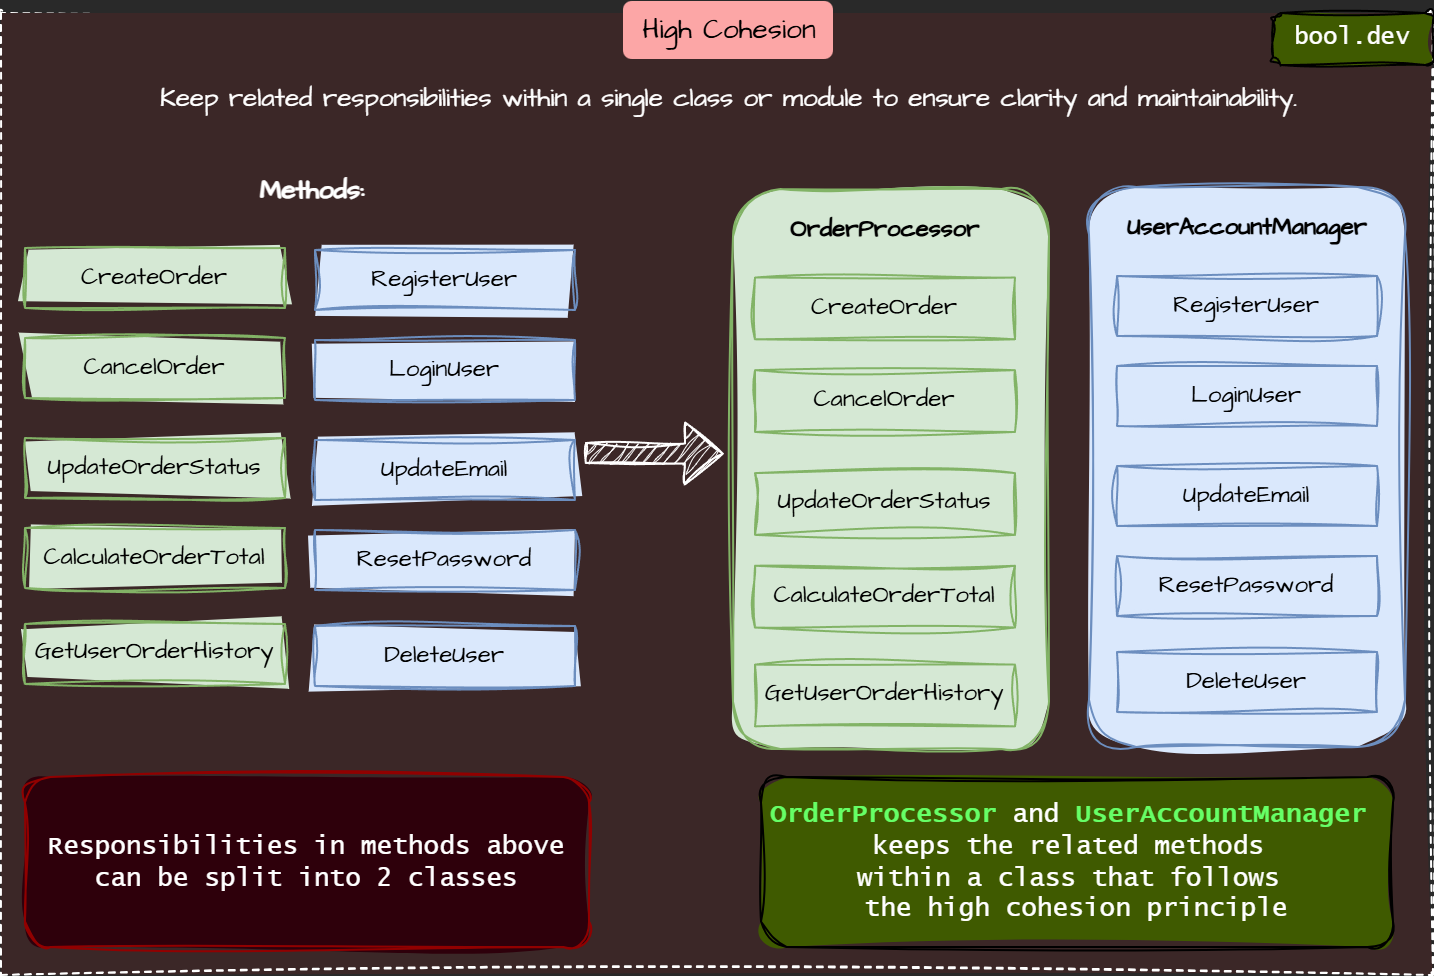 High Cohesion
bool.dev
Keep related responsibilities within a single class or module to ensure clarity and maintainability.
Methods:
CreateOrder
RegisterUser
CancelOrder
LoginUser
UpdateOrderStatus
UpdateEmail
CalculateOrderTotal
ResetPassword
GetUserOrderHistory
DeleteUser
OrderProcessor
CreateOrder
CancelOrder
UpdateOrderStatus
CalculateOrderTotal
GetUserOrderHistory
UserAccountManager
RegisterUser
LoginUser
UpdateEmail
ResetPassword
DeleteUser
Responsibilities in methods above
can be split into 2 classes
OrderProcessor and UserAccountManager
keeps the related methods
within a class that follows
the high cohesion principle